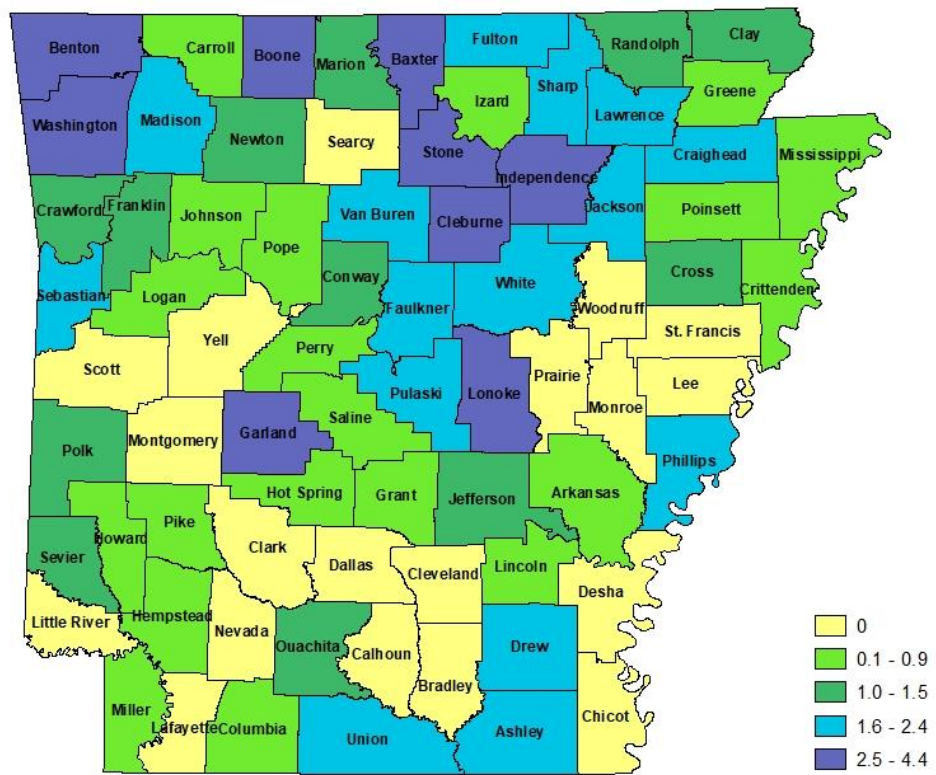 Benton
Carroll
Boone
Marion
Baxter
Fulton
Randolph
Clay
Sharp
Izard
Greene
Lawrence
Washington
Madison
Newton
Searcy
Stone
Independence
Craighead
Mississippi
Crawford
Franklin
Johnson
Pope
Van Buren
Cleburne
Jackson
Poinsett
Sebastian
Logan
Conway
Faulkner
White
Woodruff
Cross
Crittenden
Scott
Yell
Perry
St. Francis
Pulaski
Lonoke
Prairie
Monroe
Lee
Polk
Montgomery
Garland
Saline
Phillips
Hot Spring
Grant
Jefferson
Arkansas
Howard
Pike
Clark
Dallas
Cleveland
Lincoln
Desha
Sevier
Little River
Hempstead
Nevada
Ouachita
Calhoun
Bradley
Drew
Miller
Lafayette
Columbia
Union
Ashley
Chicot
0
0.1 - 0.9
1.0 - 1.5
1.6 - 2.4
2.5 - 4.4